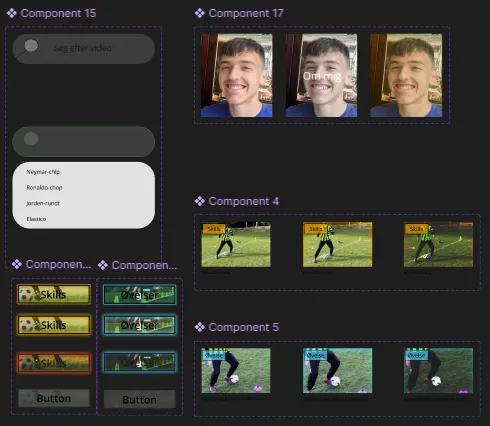 Component 15
Søg efter video
Neymar-chip
Ronaldo-chop
Jorden-rundt
Elastico
Componen...
Componen...
Skills
Øvelser
Skills
Øvelser
Skills
Øvelser
Button
Button
Component 17
Om mig
Component 4
Skills
Skills
Skills
Component 5
Øvelse
Øvelse
Øvelse